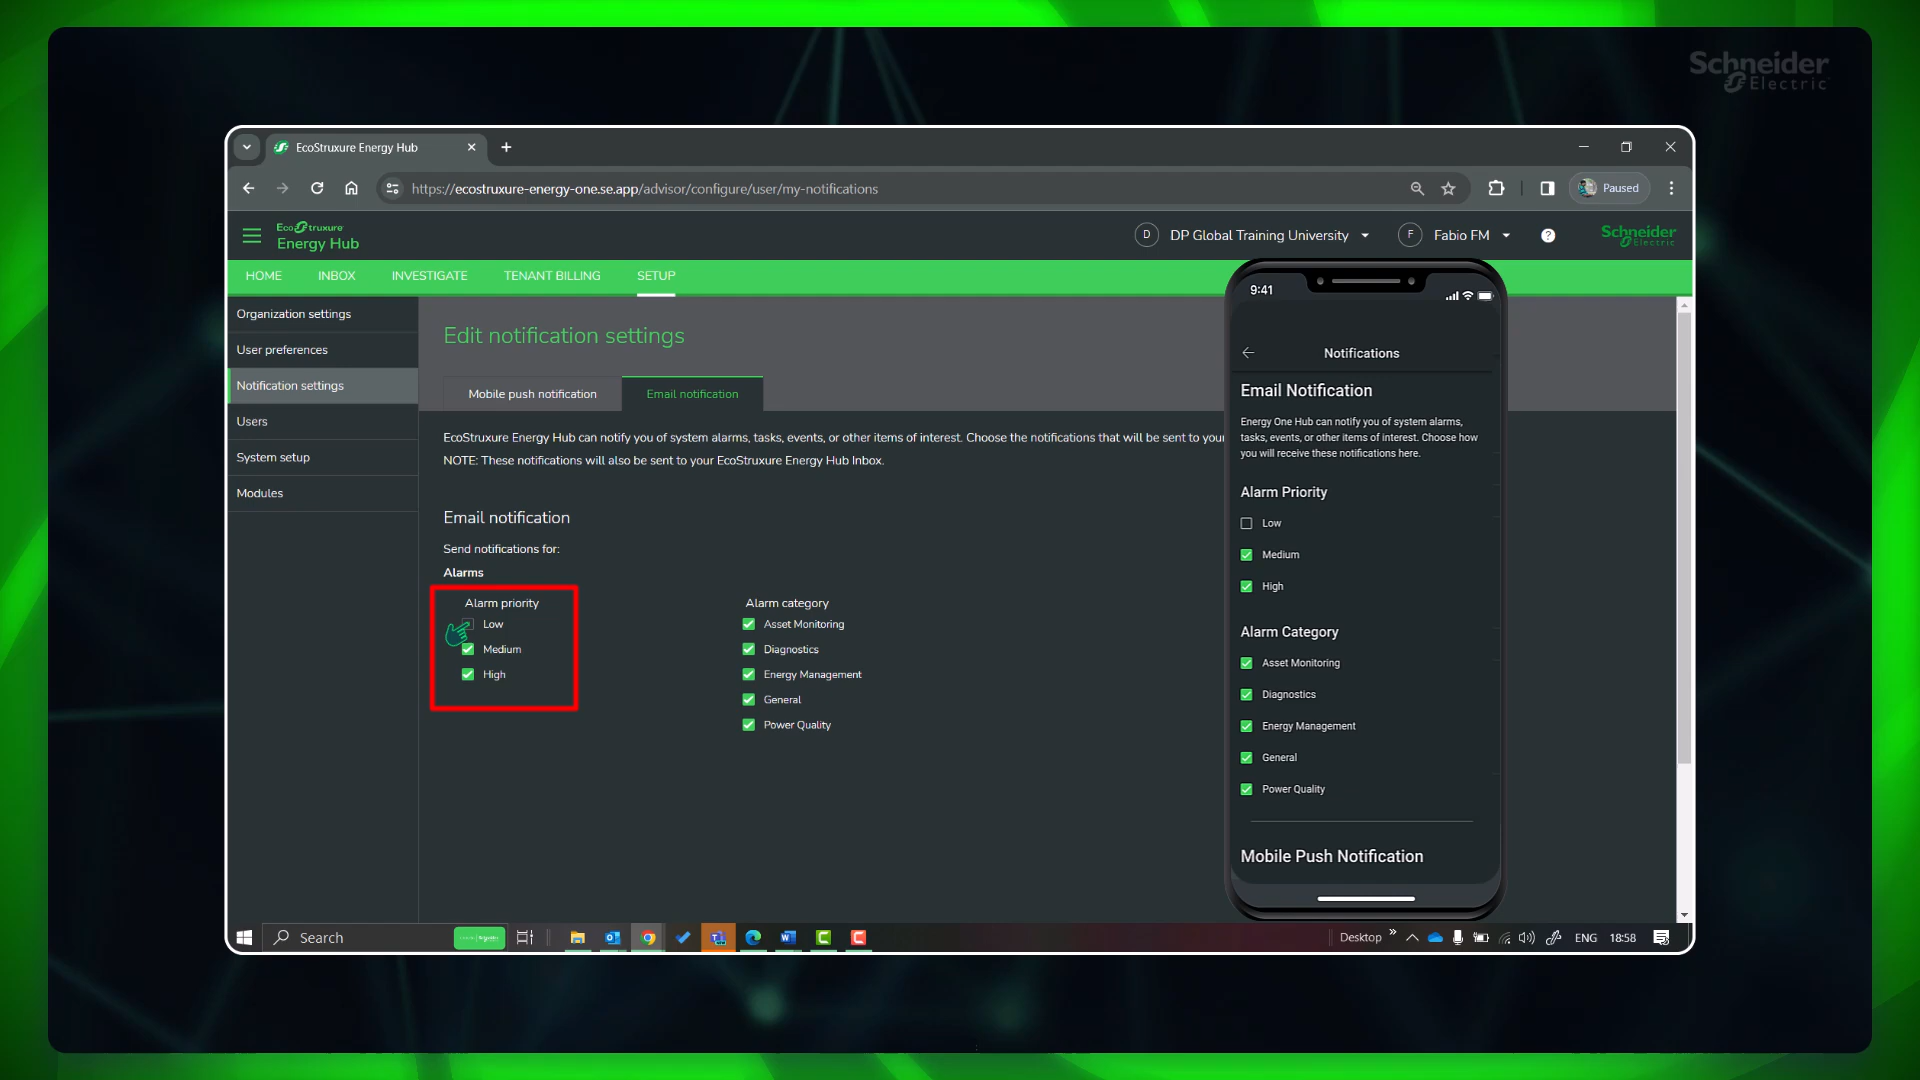 Schneider
Electric
EcoStruxure Energy Hub
https://ecostruxure-energy-one.se.app/advisor/configure/user/my-notifications
Paused
EcoStruxure
Energy Hub
D
DP Global Training University
F
Fabio FM
?
Schneider
Electric
HOME
INBOX
INVESTIGATE
TENANT BILLING
SETUP
Organization settings
User preferences
Notification settings
Users
System setup
Modules
Edit notification settings
Mobile push notification
Email notification
EcoStruxure Energy Hub can notify you of system alarms, tasks, events, or other items of interest. Choose the notifications that will be sent to your
NOTE: These notifications will also be sent to your EcoStruxure Energy Hub Inbox.
Email notification
Send notifications for:
Alarms
Alarm priority
Low
Medium
High
Alarm category
Asset Monitoring
Diagnostics
Energy Management
General
Power Quality
9:41
Notifications
Email Notification
Energy One Hub can notify you of system alarms,
tasks, events, or other items of interest. Choose how
you will receive these notifications here.
Alarm Priority
Low
Medium
High
Alarm Category
Asset Monitoring
Diagnostics
Energy Management
General
Power Quality
Mobile Push Notification
Search
Desktop
ENG
18:58